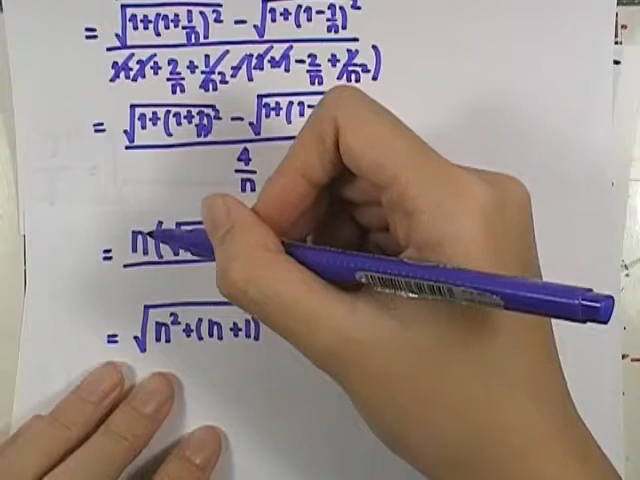 = √(1+(1+1/n)²) − √(1+(1−1/n)²)
1+1+2/n+1/n²−(1+1−2/n+1/n²)
= √(1+(1+1/n)²) − √(1+(1−
4/n
= n(√
= √(n²+(n+1)